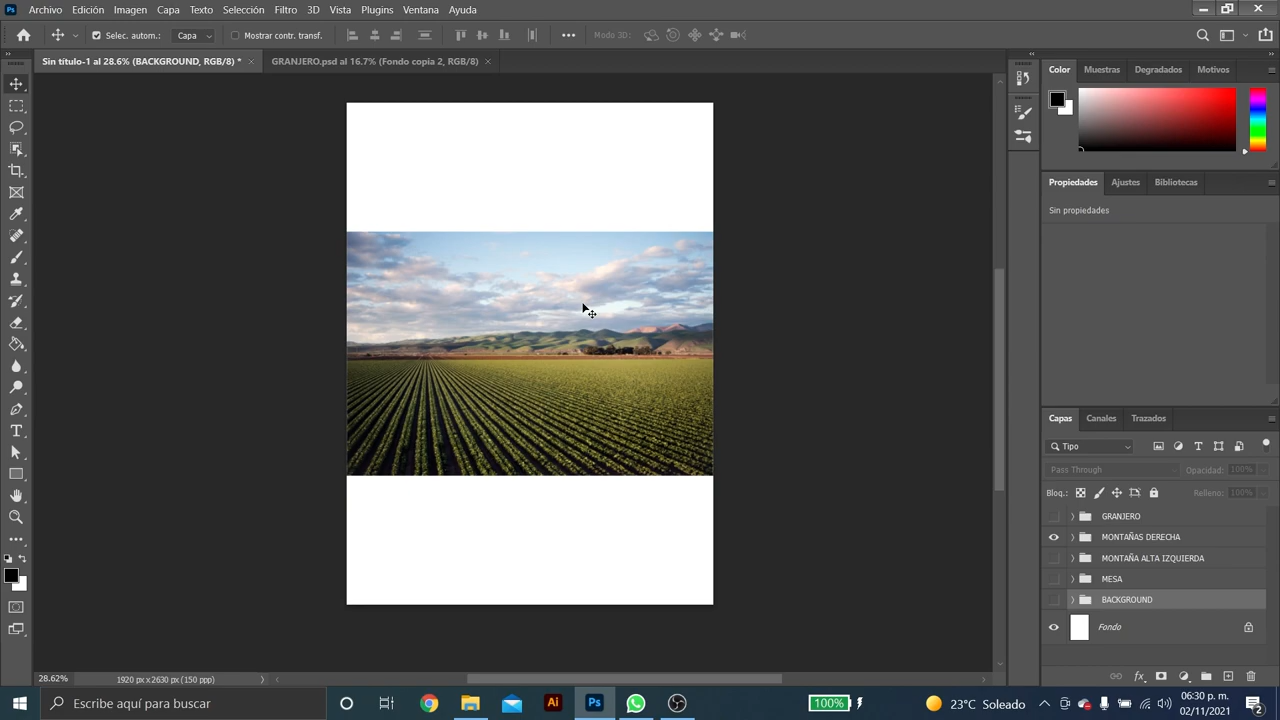 Ps Archivo Edición Imagen Capa Texto Selección Filtro 3D Vista Plugins Ventana Ayuda
Selec. autom.: Capa Mostrar contr. transf. Modo 3D:
Sin título-1 al 28.6% (BACKGROUND, RGB/8) * GRANJERO.psd al 16.7% (Fondo copia 2, RGB/8)
Color Muestras Degradados Motivos
Propiedades Ajustes Bibliotecas
Sin propiedades
Capas Canales Trazados
Tipo
Pass Through Opacidad: 100%
Bloq.: Relleno: 100%
GRANJERO
MONTAÑAS DERECHA
MONTAÑA ALTA IZQUIERDA
MESA
BACKGROUND
Fondo
28.62% 1920 px x 2630 px (150 ppp)
Escribe aquí para buscar
Ai Ps 100% 23°C Soleado 06:30 p. m.
02/11/2021
2